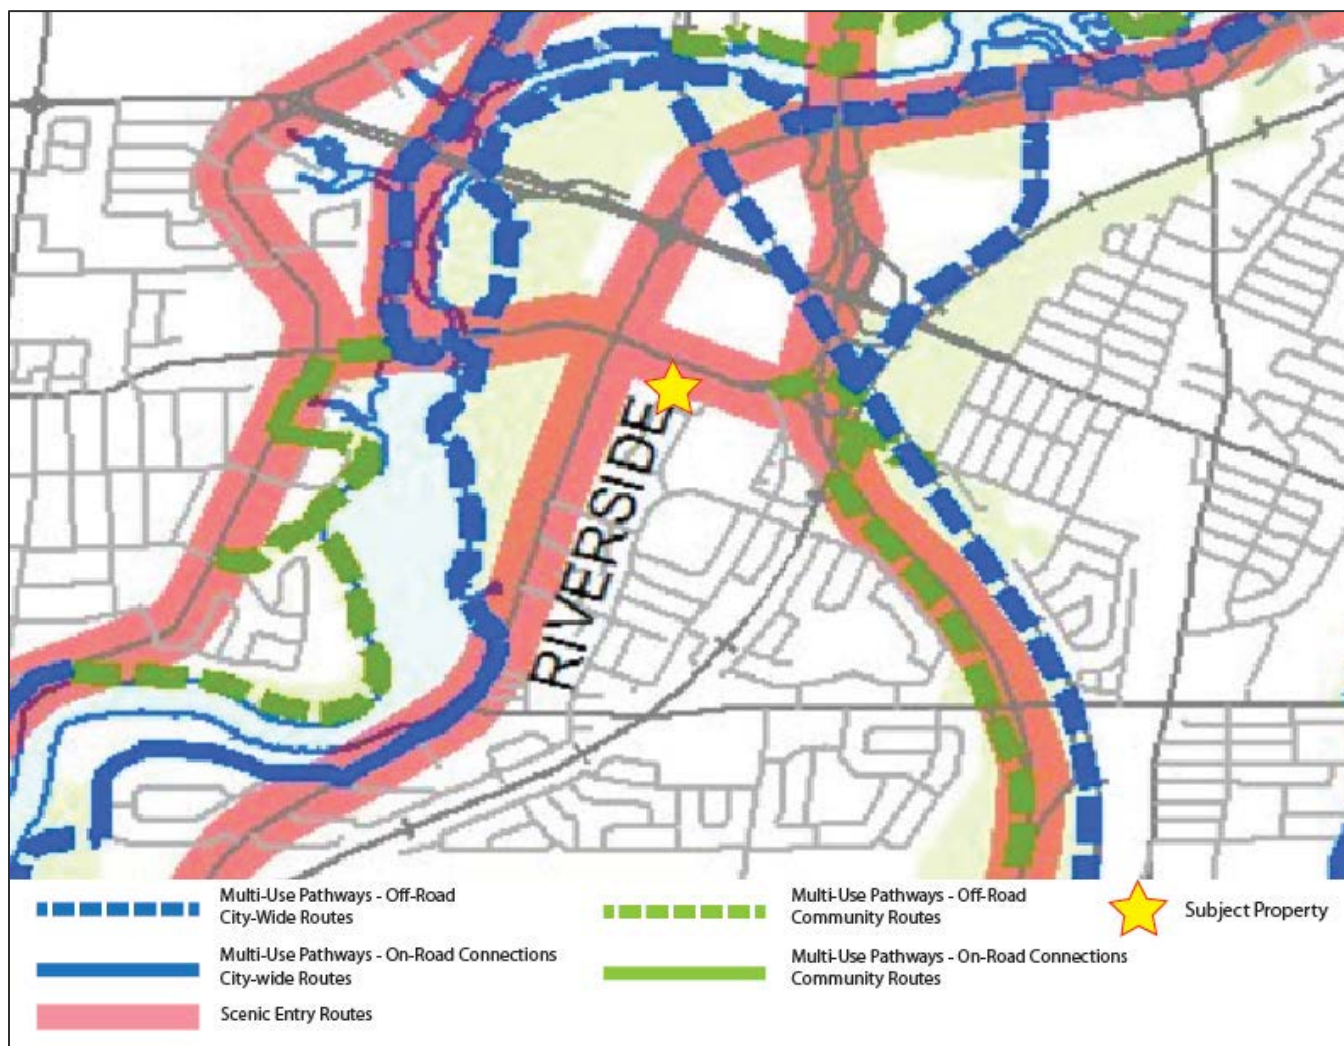 RIVERSIDE
Multi-Use Pathways - Off-Road
City-Wide Routes
Multi-Use Pathways - On-Road Connections
City-wide Routes
Scenic Entry Routes
Multi-Use Pathways - Off-Road
Community Routes
Multi-Use Pathways - On-Road Connections
Community Routes
Subject Property